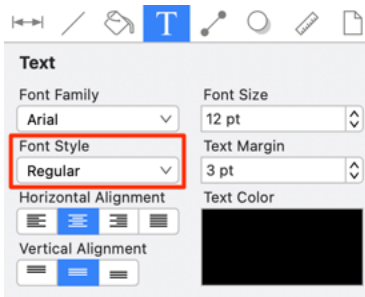 T
Text
Font Family Font Size
Arial 12 pt
Font Style Text Margin
Regular 3 pt
Horizontal Alignment Text Color
Vertical Alignment